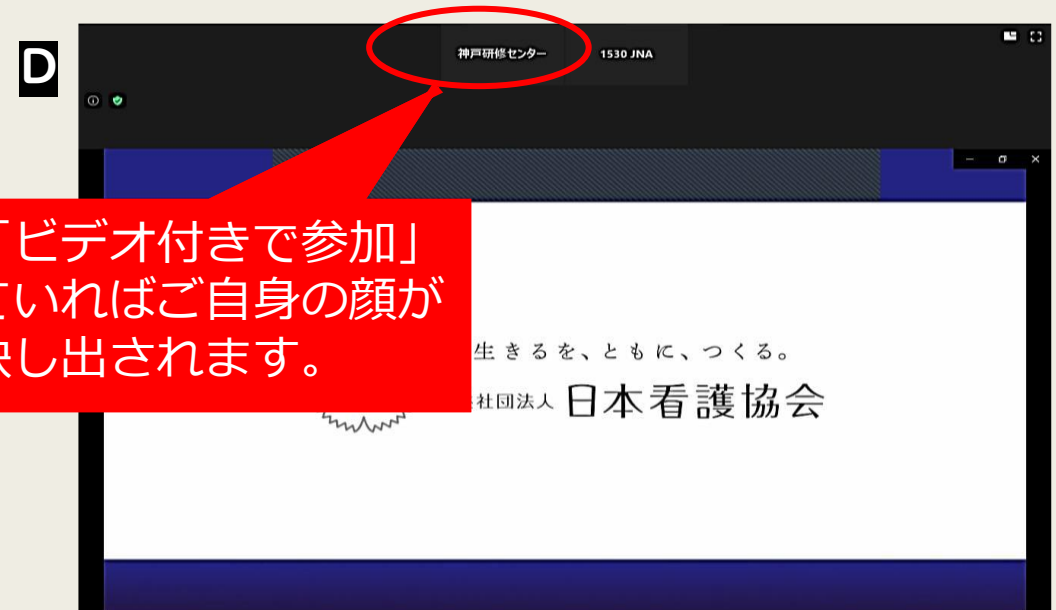 D
神戸研修センター
1530 JNA
「ビデオ付きで参加」
ていればご自身の顔が
映し出されます。
生きるを、ともに、つくる。
社団法人 日本看護協会